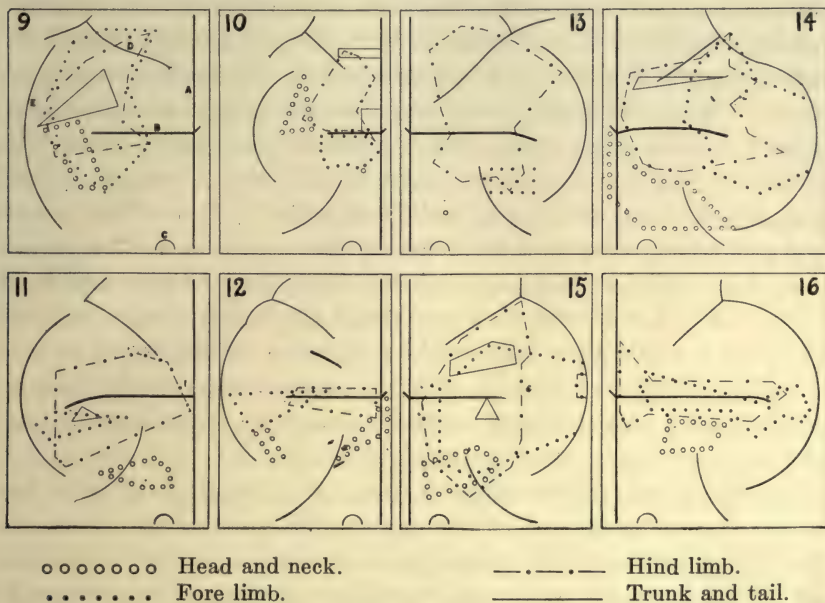 9 10 13 14
D
A
E
B
C
11 12 15 16
Head and neck. Hind limb.
Fore limb. Trunk and tail.